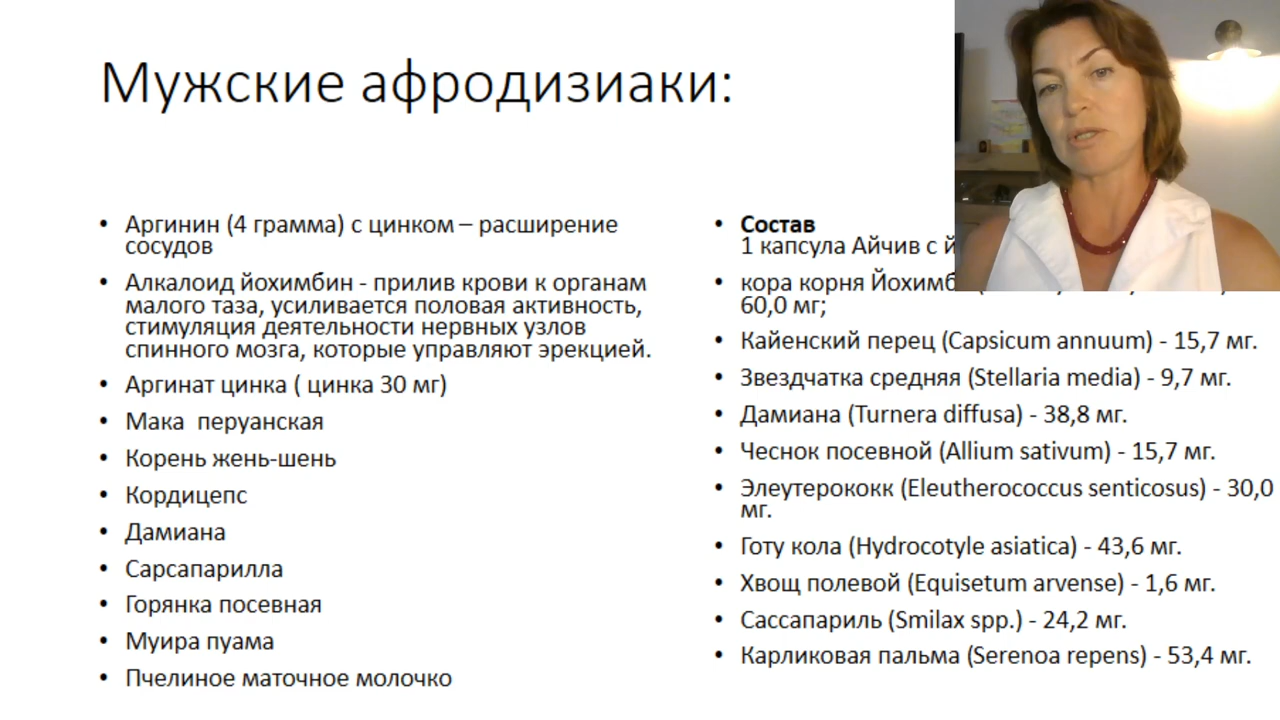 Мужские афродизиаки:
• Аргинин (4 грамма) с цинком – расширение
сосудов
• Алкалоид йохимбин - прилив крови к органам
малого таза, усиливается половая активность,
стимуляция деятельности нервных узлов
спинного мозга, которые управляют эрекцией.
• Аргинат цинка ( цинка 30 мг)
• Мака перуанская
• Корень жень-шень
• Кордицепс
• Дамиана
• Сарсапарилла
• Горянка посевная
• Муира пуама
• Пчелиное маточное молочко
• Состав
1 капсула Айчив с
• кора корня
60,0 мг;
• Кайенский перец (Capsicum annuum) - 15,7 мг.
• Звездчатка средняя (Stellaria media) - 9,7 мг.
• Дамиана (Turnera diffusa) - 38,8 мг.
• Чеснок посевной (Allium sativum) - 15,7 мг.
• Элеутерококк (Eleutherococcus senticosus) - 30,0
мг.
• Готу кола (Hydrocotyle asiatica) - 43,6 мг.
• Хвощ полевой (Equisetum arvense) - 1,6 мг.
• Сассапариль (Smilax spp.) - 24,2 мг.
• Карликовая пальма (Serenoa repens) - 53,4 мг.